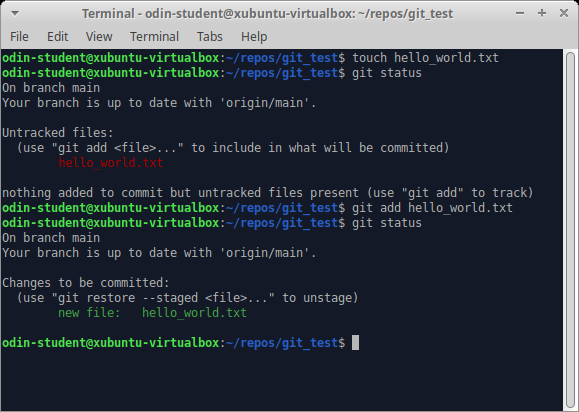 Terminal - odin-student@xubuntu-virtualbox: ~/repos/git_test
File Edit View Terminal Tabs Help
odin-student@xubuntu-virtualbox:~/repos/git_test$ touch hello_world.txt
odin-student@xubuntu-virtualbox:~/repos/git_test$ git status
On branch main
Your branch is up to date with 'origin/main'.

Untracked files:
  (use "git add <file>..." to include in what will be committed)
        hello_world.txt

nothing added to commit but untracked files present (use "git add" to track)
odin-student@xubuntu-virtualbox:~/repos/git_test$ git add hello_world.txt
odin-student@xubuntu-virtualbox:~/repos/git_test$ git status
On branch main
Your branch is up to date with 'origin/main'.

Changes to be committed:
  (use "git restore --staged <file>..." to unstage)
        new file:   hello_world.txt

odin-student@xubuntu-virtualbox:~/repos/git_test$